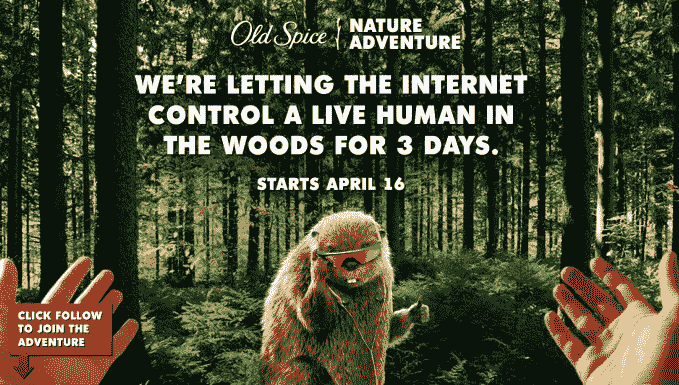 Old Spice | NATURE
ADVENTURE
WE'RE LETTING THE INTERNET
CONTROL A LIVE HUMAN IN
THE WOODS FOR 3 DAYS.
STARTS APRIL 16
CLICK FOLLOW
TO JOIN THE
ADVENTURE